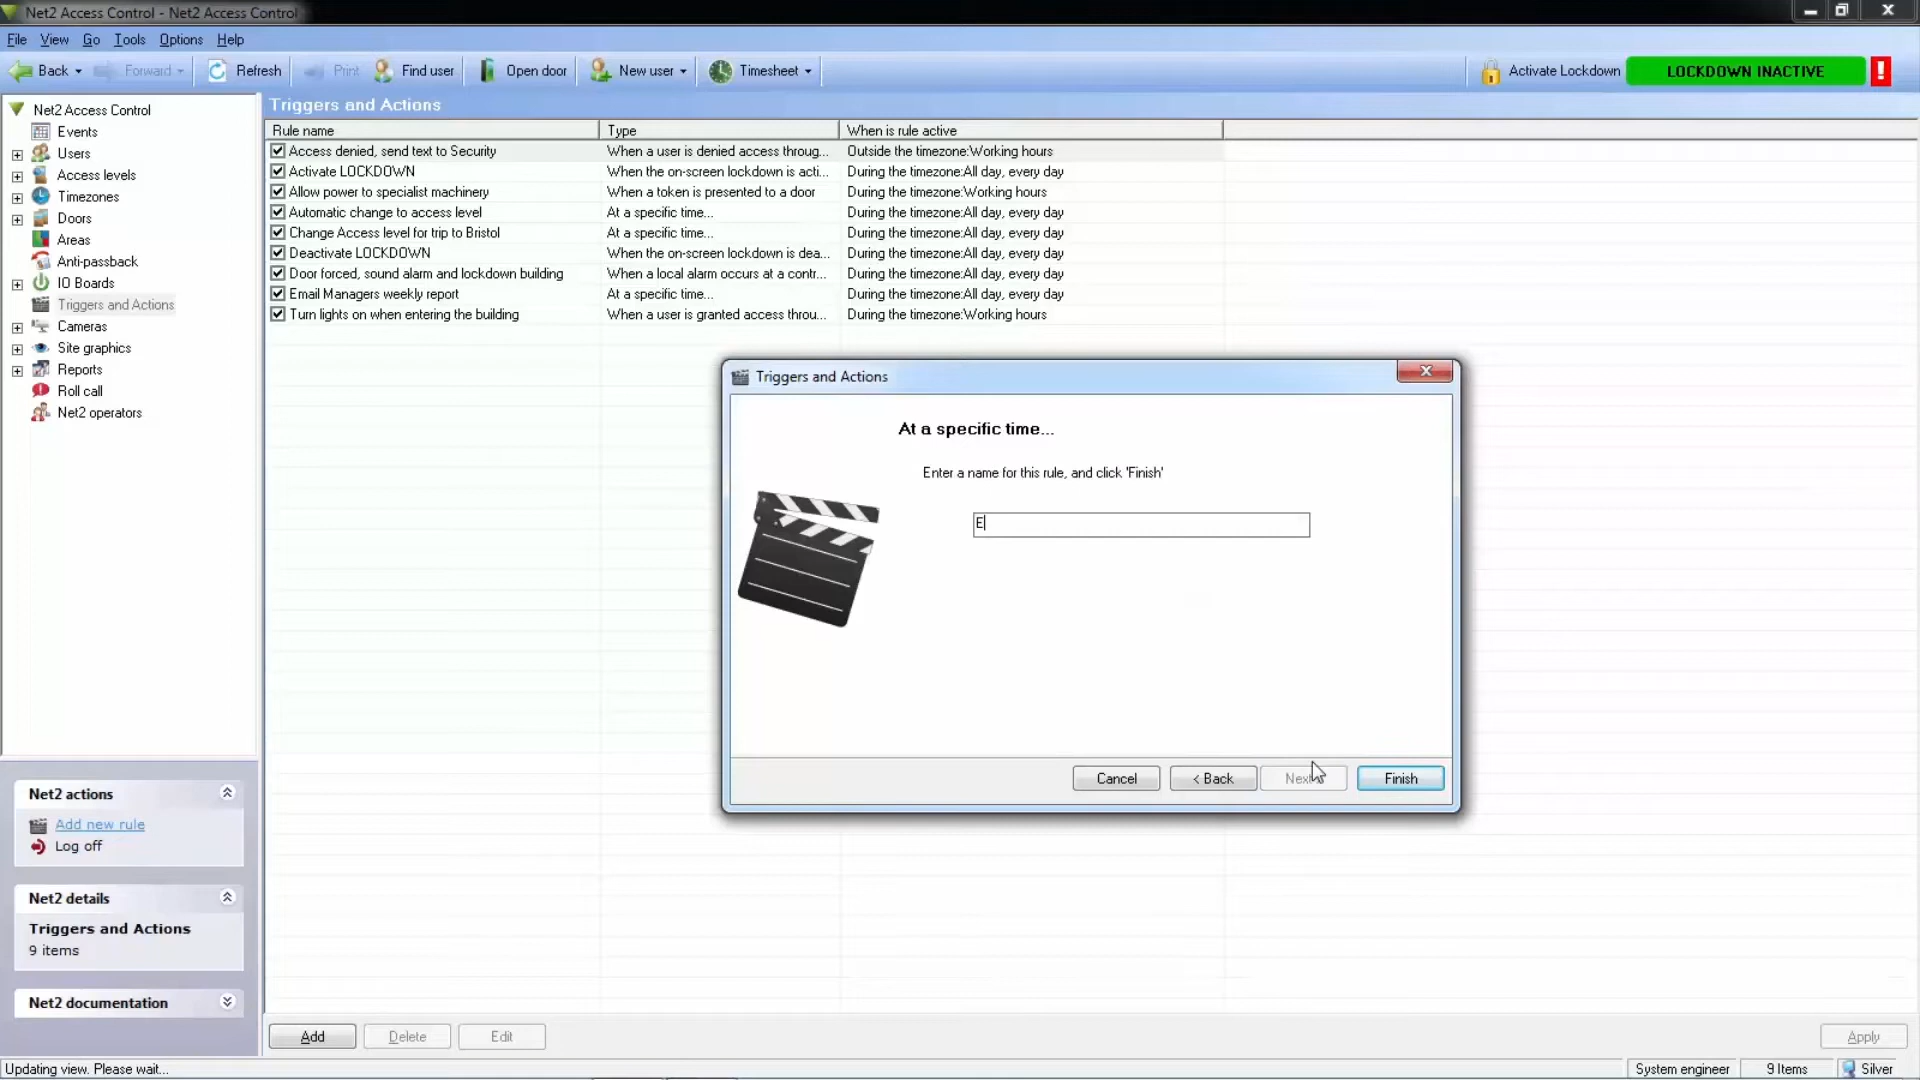 Net2 Access Control - Net2 Access Control
File View Go Tools Options Help
Back Forward Refresh Print Find user Open door New user Timesheet Activate Lockdown LOCKDOWN INACTIVE !
Net2 Access Control
Events
Users
Access levels
Timezones
Doors
Areas
Anti-passback
IO Boards
Triggers and Actions
Cameras
Site graphics
Reports
Roll call
Net2 operators
Triggers and Actions
Rule name Type When is rule active
Access denied, send text to Security When a user is denied access throug... Outside the timezone:Working hours
Activate LOCKDOWN When the on-screen lockdown is acti... During the timezone:All day, every day
Allow power to specialist machinery When a token is presented to a door During the timezone:Working hours
Automatic change to access level At a specific time... During the timezone:All day, every day
Change Access level for trip to Bristol At a specific time... During the timezone:All day, every day
Deactivate LOCKDOWN When the on-screen lockdown is dea... During the timezone:All day, every day
Door forced, sound alarm and lockdown building When a local alarm occurs at a contr... During the timezone:All day, every day
Email Managers weekly report At a specific time... During the timezone:All day, every day
Turn lights on when entering the building When a user is granted access throu... During the timezone:Working hours
Triggers and Actions
At a specific time...
Enter a name for this rule, and click 'Finish'
E
Cancel < Back Next Finish
Net2 actions
Add new rule
Log off
Net2 details
Triggers and Actions
9 items
Net2 documentation
Add Delete Edit Apply
Updating view. Please wait... System engineer 9 Items Silver